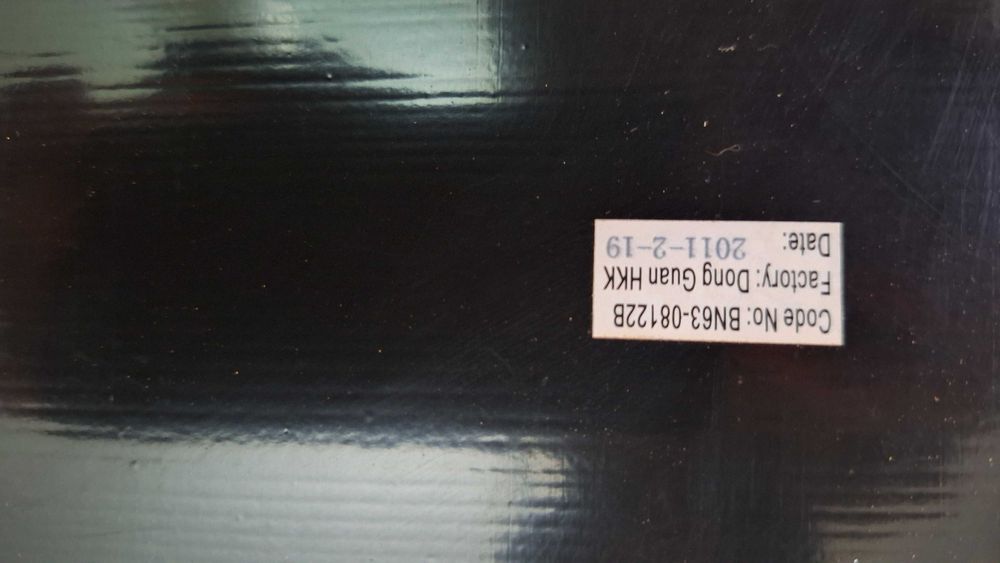 Code No: BN63-08122B
Factory: Dong Guan HKK
Date: 2011-2-19